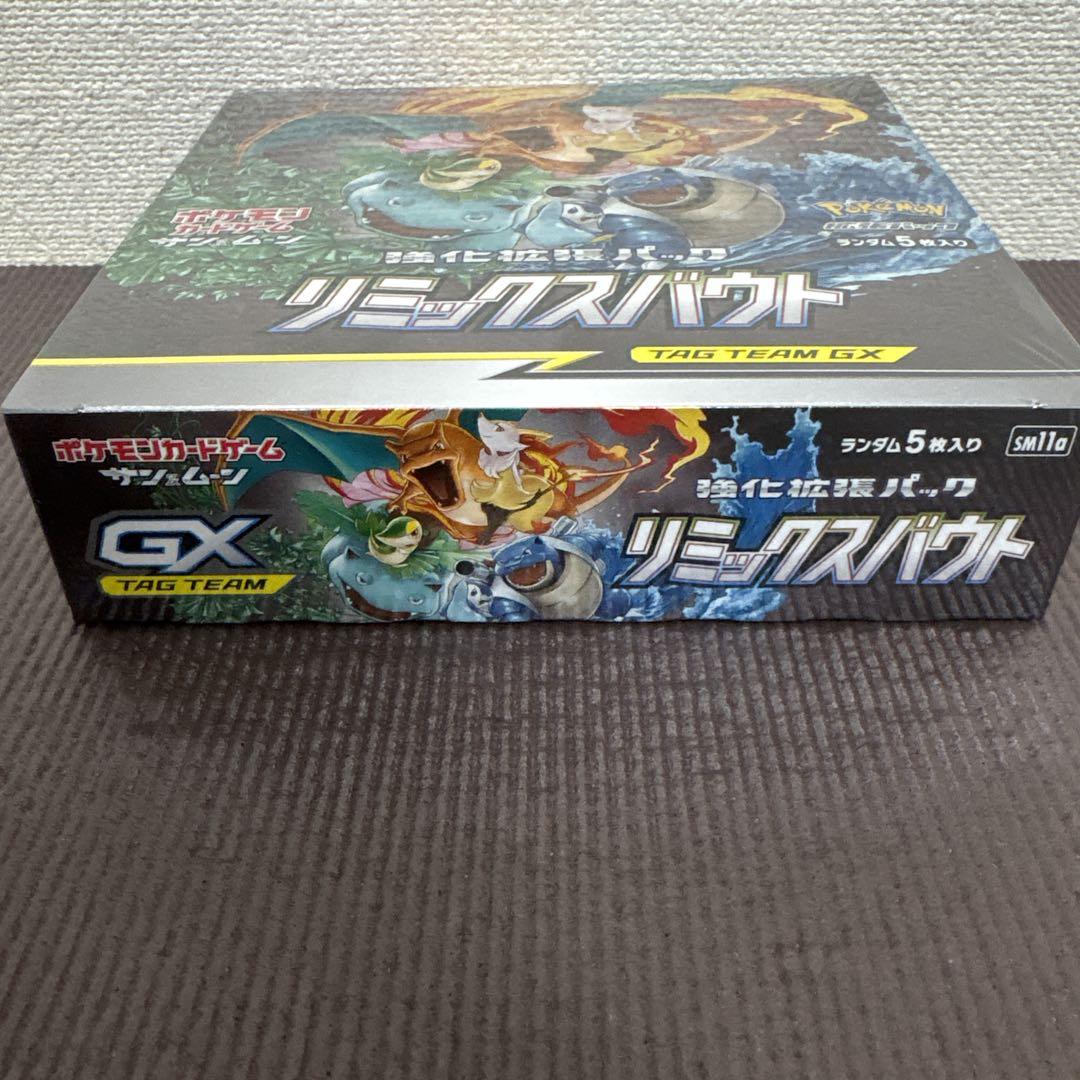 ポケモン
カードゲーム
サン&ムーン
POKÉMON
ランダム5枚入り
強化拡張パック
リミックスバウト
TAG TEAM GX
ポケモンカードゲーム
サン&ムーン
GX
TAG TEAM
ランダム5枚入り
SM11a
強化拡張パック
リミックスバウト